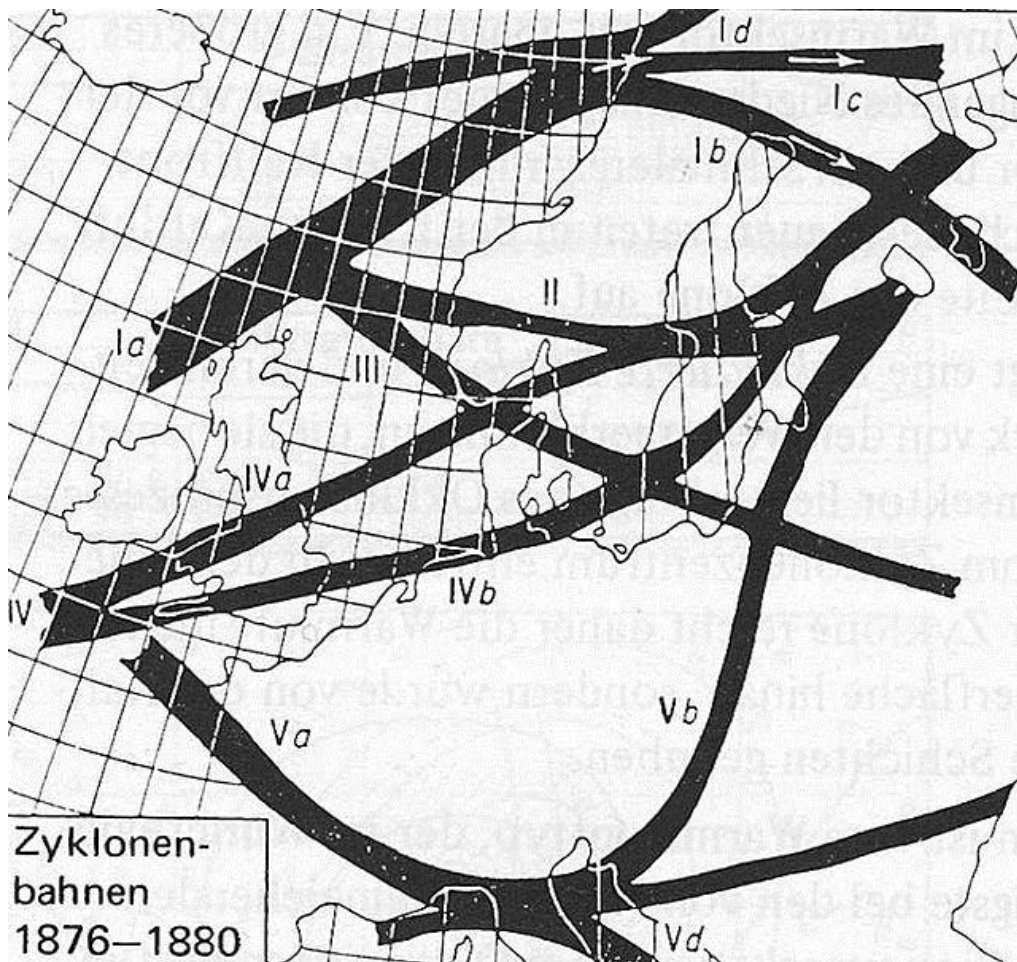 Id
Ic
Ib
II
Ia
III
IVa
IVb
IV
Va
Vb
Vd
Zyklonen-
bahnen
1876–1880